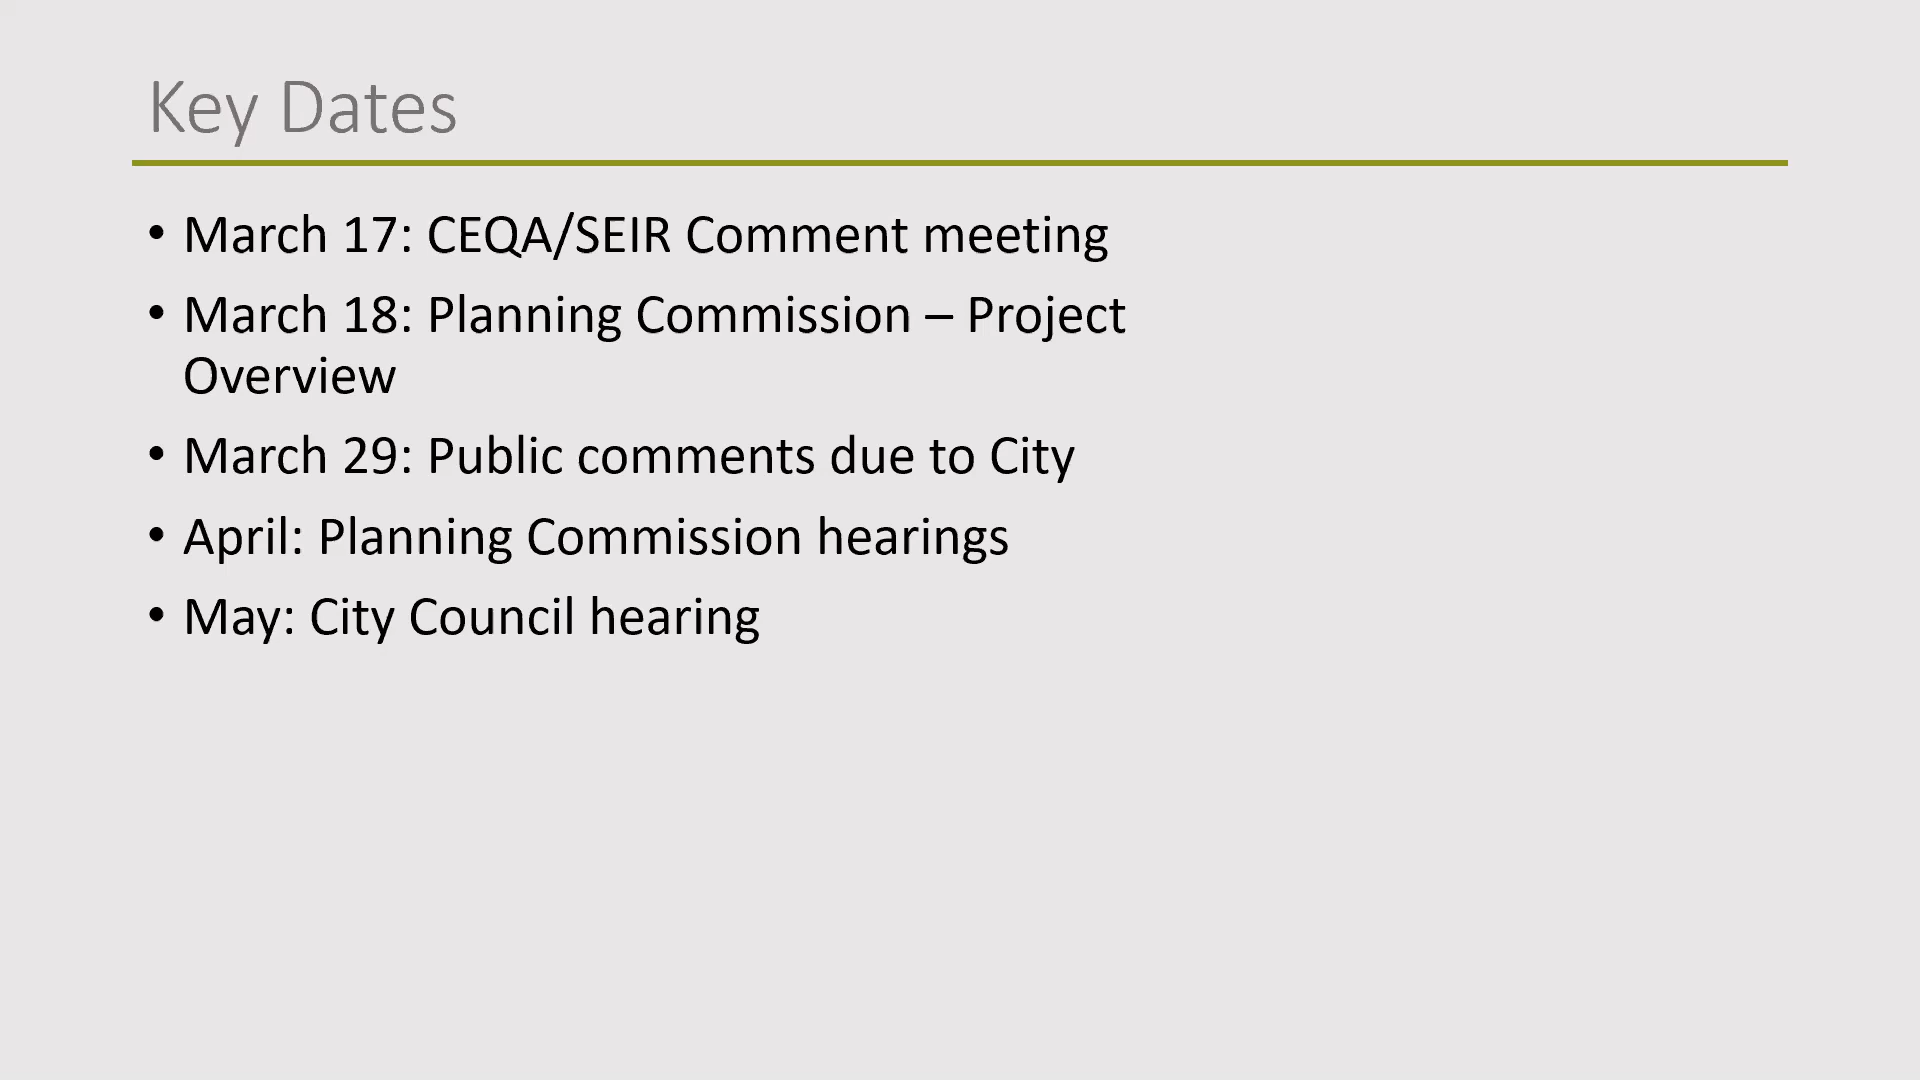 Key Dates
• March 17: CEQA/SEIR Comment meeting
• March 18: Planning Commission – Project
Overview
• March 29: Public comments due to City
• April: Planning Commission hearings
• May: City Council hearing